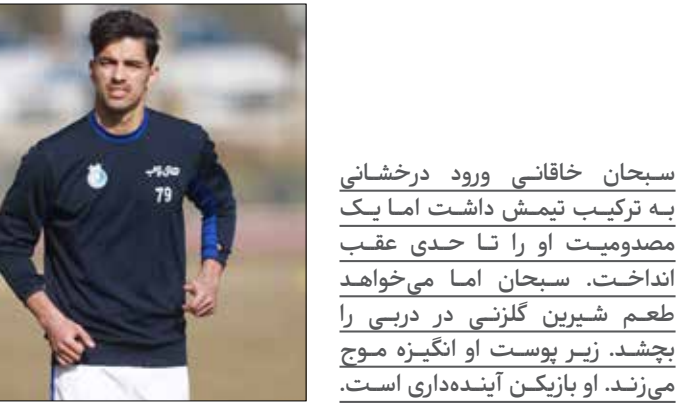 سبحان خاقانی ورود درخشانی
به ترکیب تیمش داشت اما یک
مصدومیت او را تا حدی عقب
انداخت. سبحان اما می‌خواهد
طعم شیرین گلزنی در دربی را
بچشد. زیر پوست او انگیزه موج
می‌زند. او بازیکن آینده‌داری است.
79